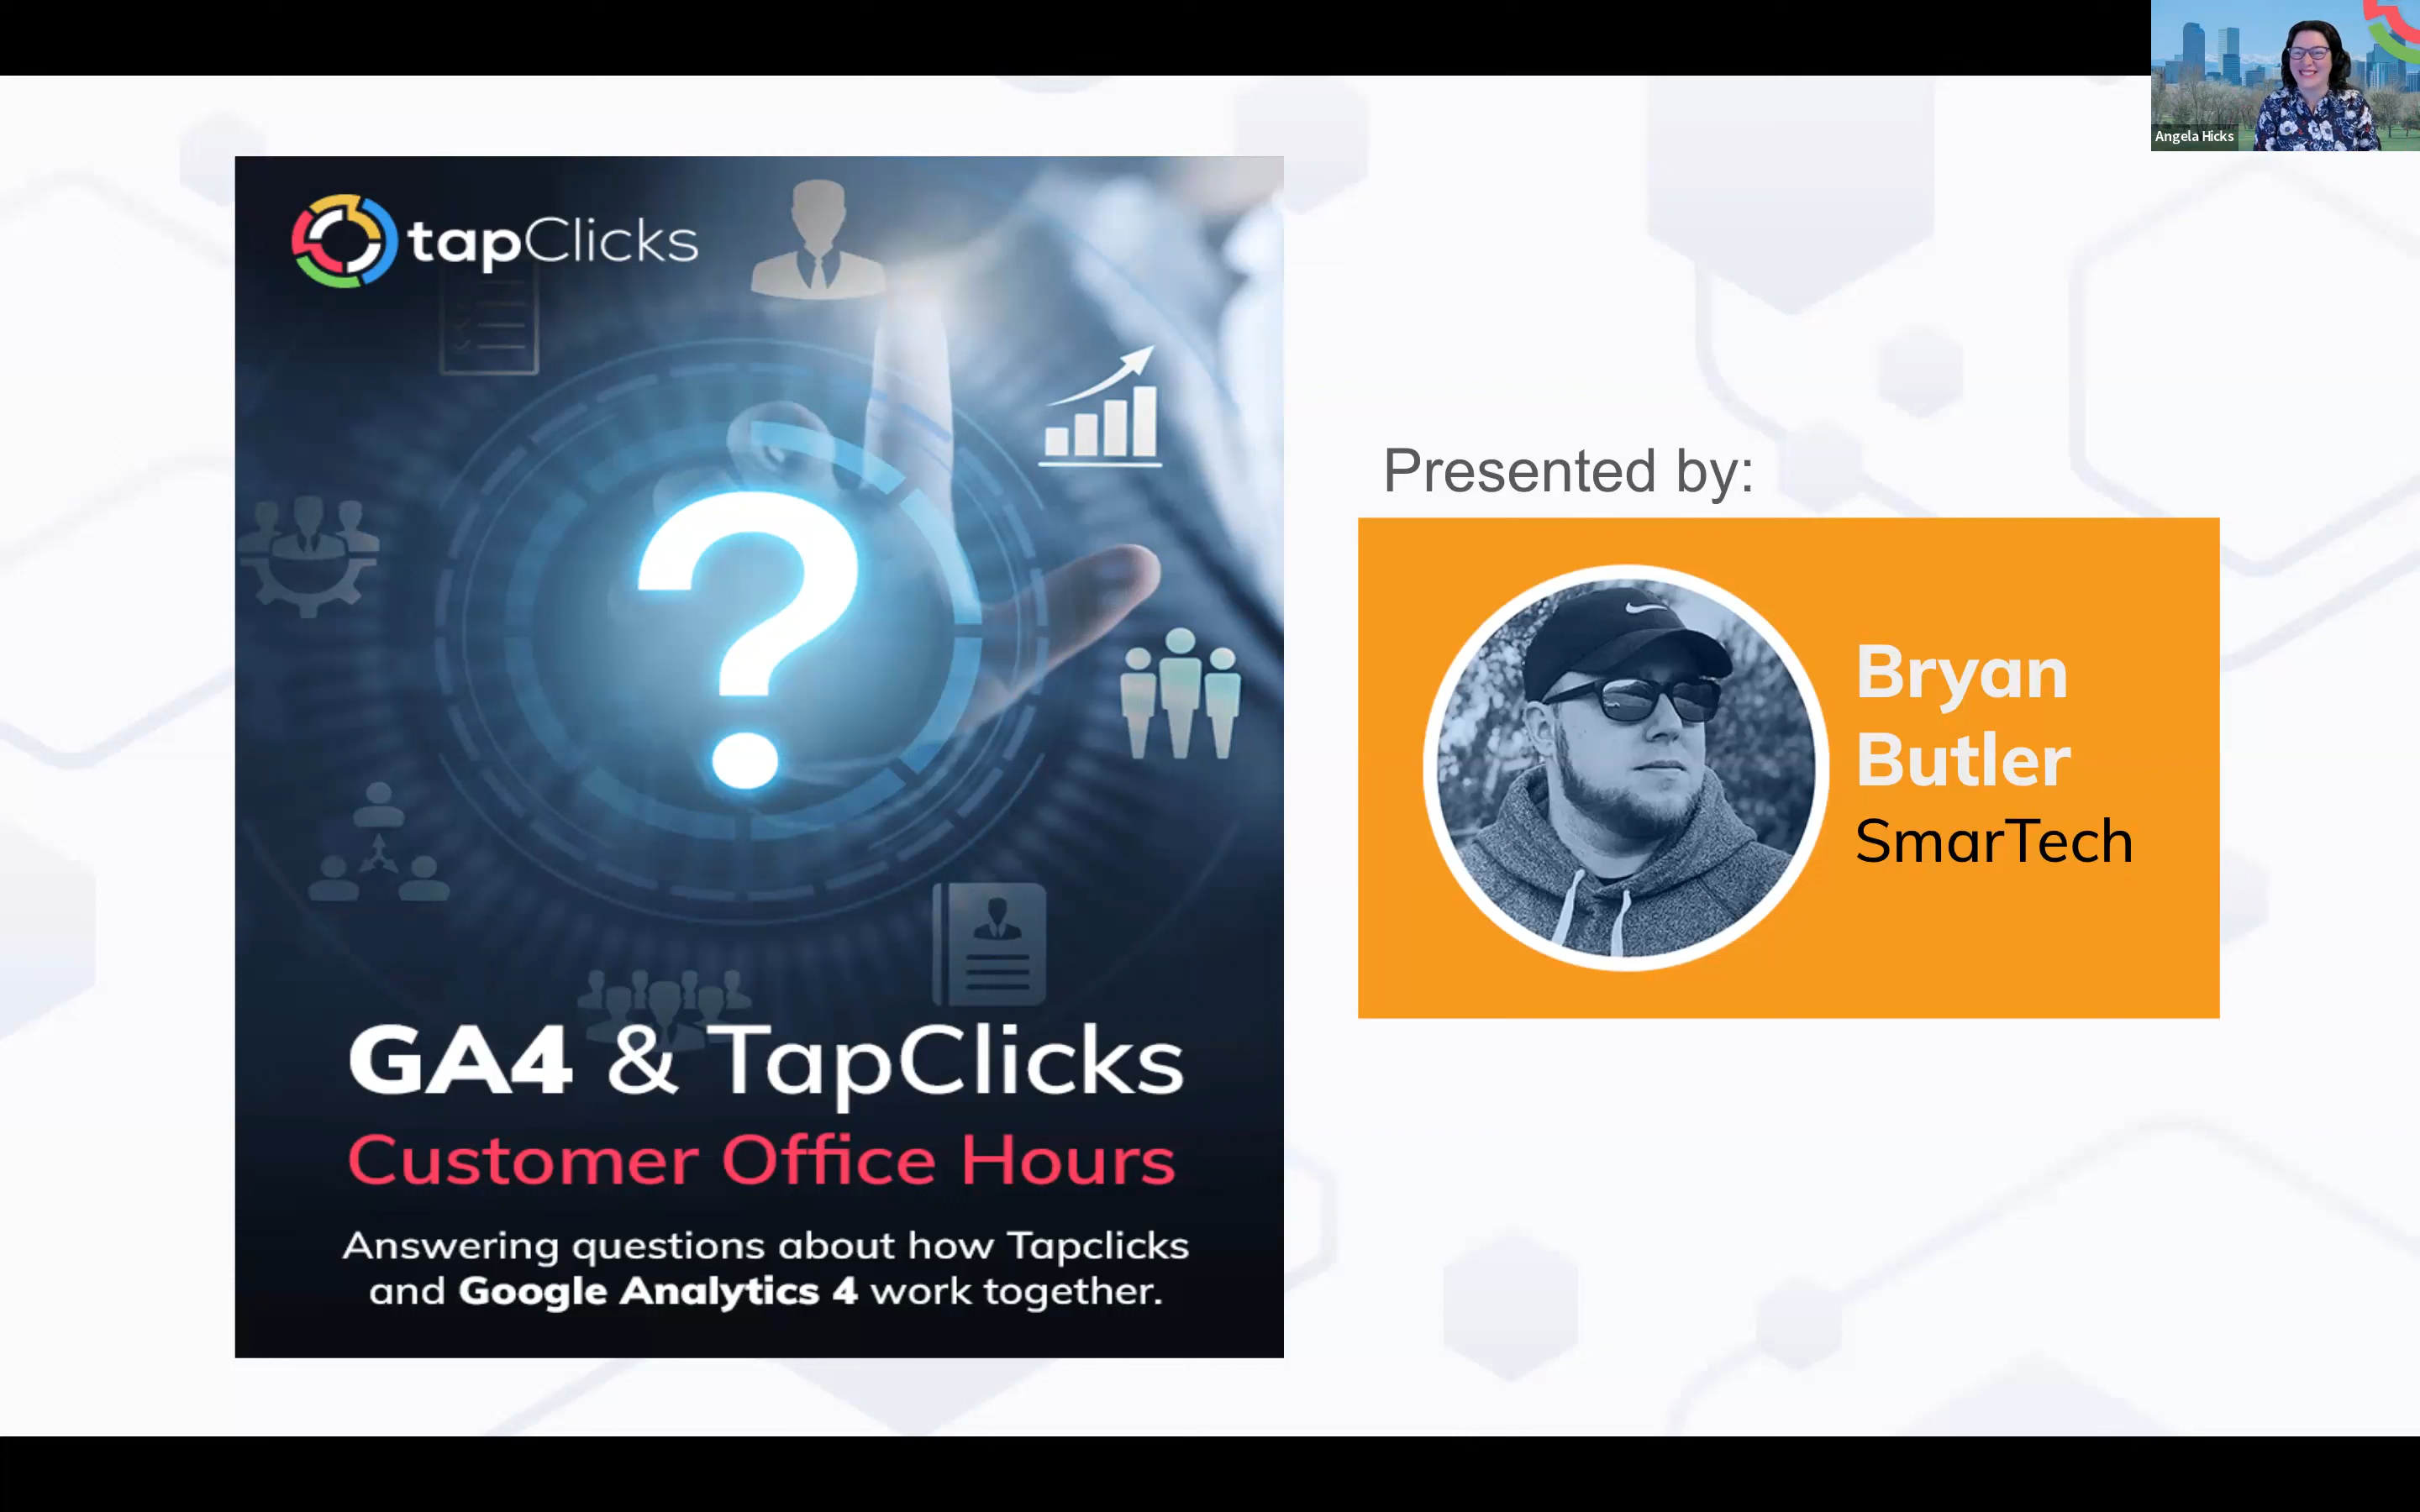 Angela Hicks
tapClicks
Presented by:
Bryan
Butler
SmarTech
GA4 & TapClicks
Customer Office Hours
Answering questions about how Tapclicks
and Google Analytics 4 work together.